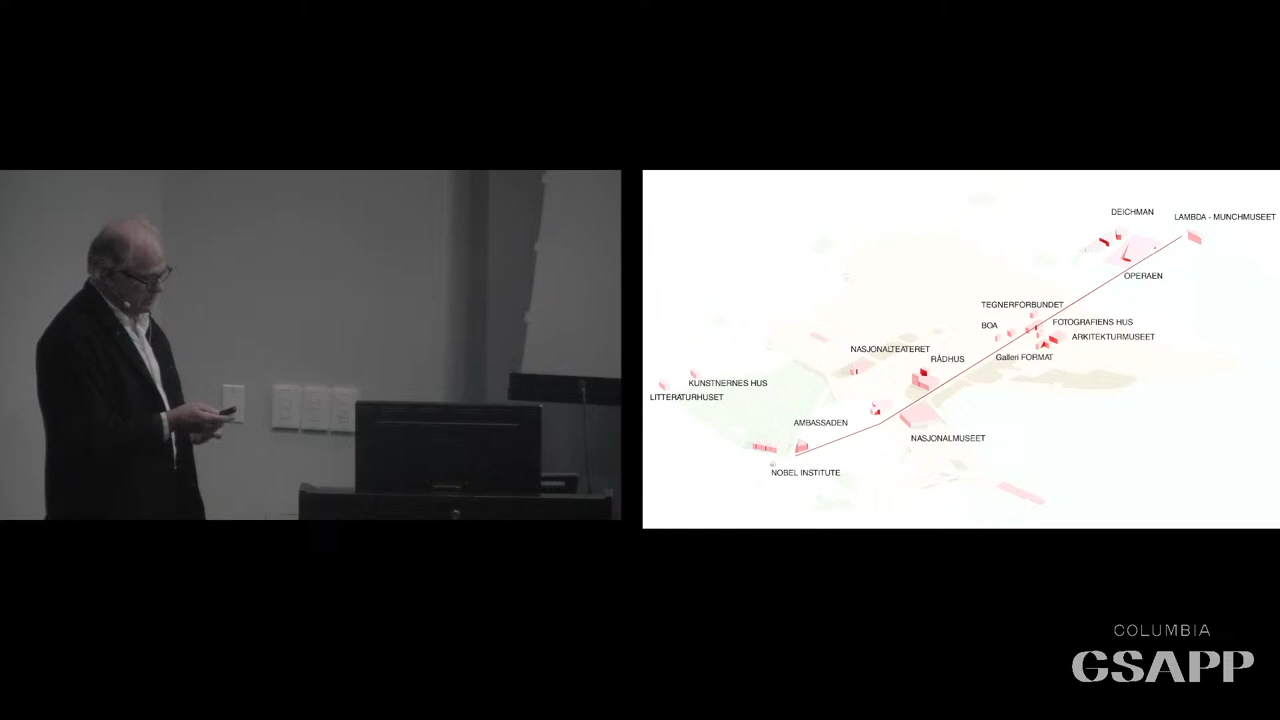 DEICHMAN
LAMBDA - MUNCHMUSEET
OPERAEN
TEGNERFORBUNDET
BOA
FOTOGRAFIENS HUS
ARKITEKTURMUSEET
Galleri FORMAT
NASJONALTEATERET
RÅDHUS
KUNSTNERNES HUS
LITTERATURHUSET
AMBASSADEN
NASJONALMUSEET
NOBEL INSTITUTE
COLUMBIA
GSAPP